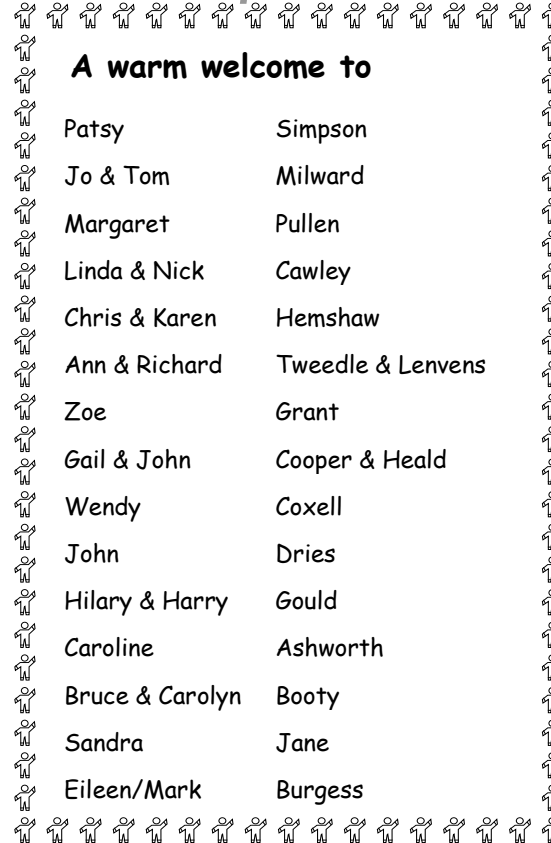 A warm welcome to
Patsy Simpson
Jo & Tom Milward
Margaret Pullen
Linda & Nick Cawley
Chris & Karen Hemshaw
Ann & Richard Tweedle & Lenvens
Zoe Grant
Gail & John Cooper & Heald
Wendy Coxell
John Dries
Hilary & Harry Gould
Caroline Ashworth
Bruce & Carolyn Booty
Sandra Jane
Eileen/Mark Burgess